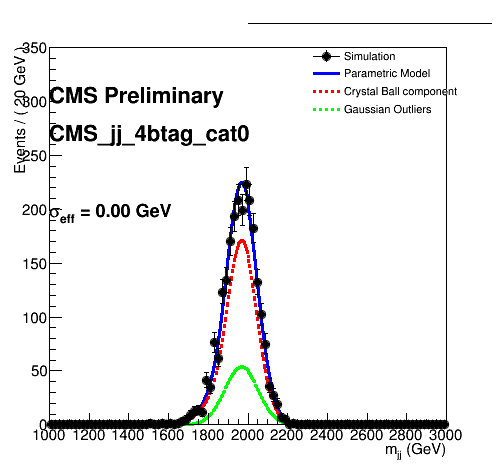 Events / ( 20 GeV )
350
300
250
200
150
100
50
0
CMS Preliminary
CMS_jj_4btag_cat0
σeff = 0.00 GeV
Simulation
Parametric Model
Crystal Ball component
Gaussian Outliers
1000 1200 1400 1600 1800 2000 2200 2400 2600 2800 3000
mjj (GeV)